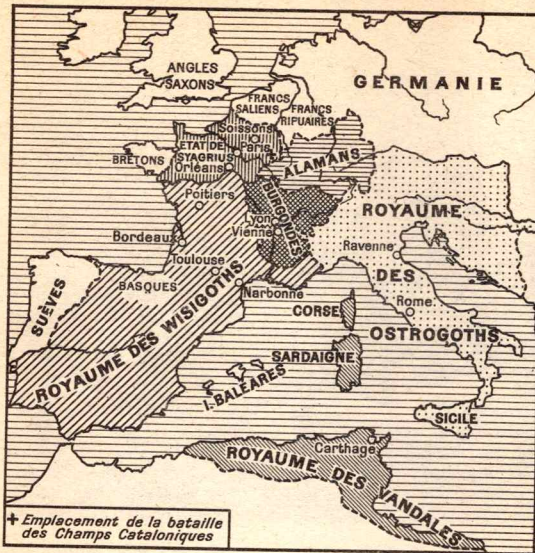 ANGLES
SAXONS
GERMANIE
FRANCS
SALIENS
FRANCS
RIPUAIRES
Soissons
Paris
ETAT DE
SYAGRIUS
Orléans
BRETONS
ALAMANS
Poitiers
BURGONDES
Lyon
Vienne
ROYAUME
DES
OSTROGOTHS
Bordeaux
Ravenne
Toulouse
BASQUES
SUÈVES
Narbonne
Rome
CORSE
ROYAUME DES WISIGOTHS
SARDAIGNE
I. BALÉARES
SICILE
Carthage
ROYAUME DES VANDALES
+ Emplacement de la bataille
des Champs Cataloniques